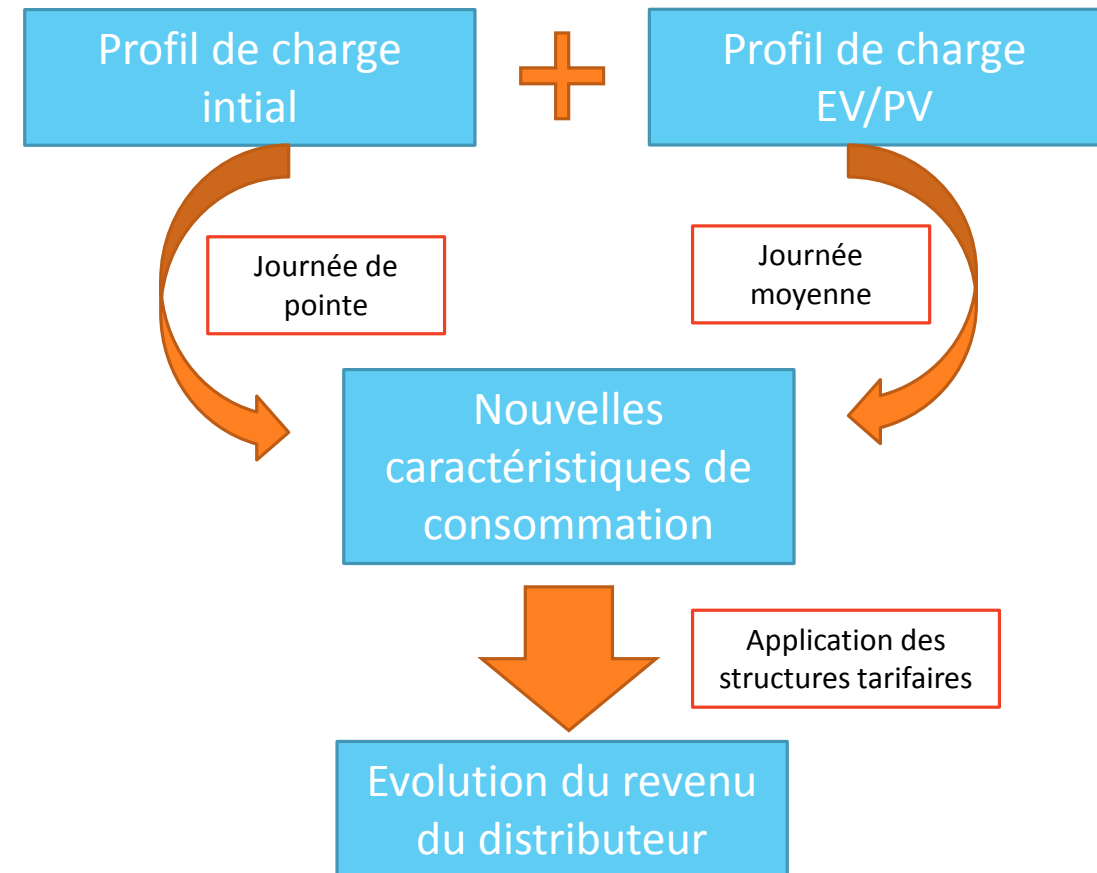 Profil de charge
intial
Profil de charge
EV/PV
Journée de
pointe
Journée
moyenne
Nouvelles
caractéristiques de
consommation
Application des
structures tarifaires
Evolution du revenu
du distributeur